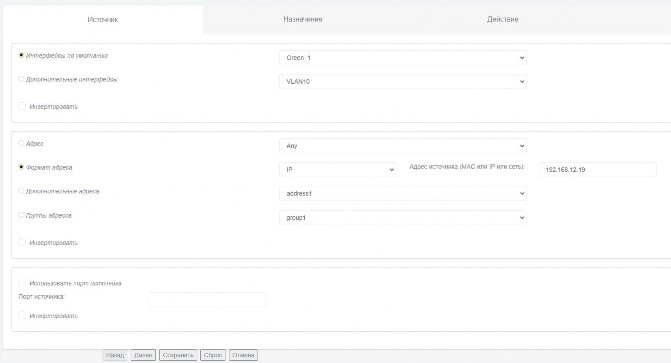 Источник Назначение Действие
Интерфейсы по умолчанию Green_1
Дополнительные интерфейсы VLAN10
Инвертировать
Адрес Any
Формат адреса IP Адрес источника (MAC или IP или сеть): 192.168.12.19
Дополнительные адреса address1
Группы адресов group1
Инвертировать
Использовать порт источника
Порт источника:
Инвертировать
Назад Далее Сохранить Сброс Отмена